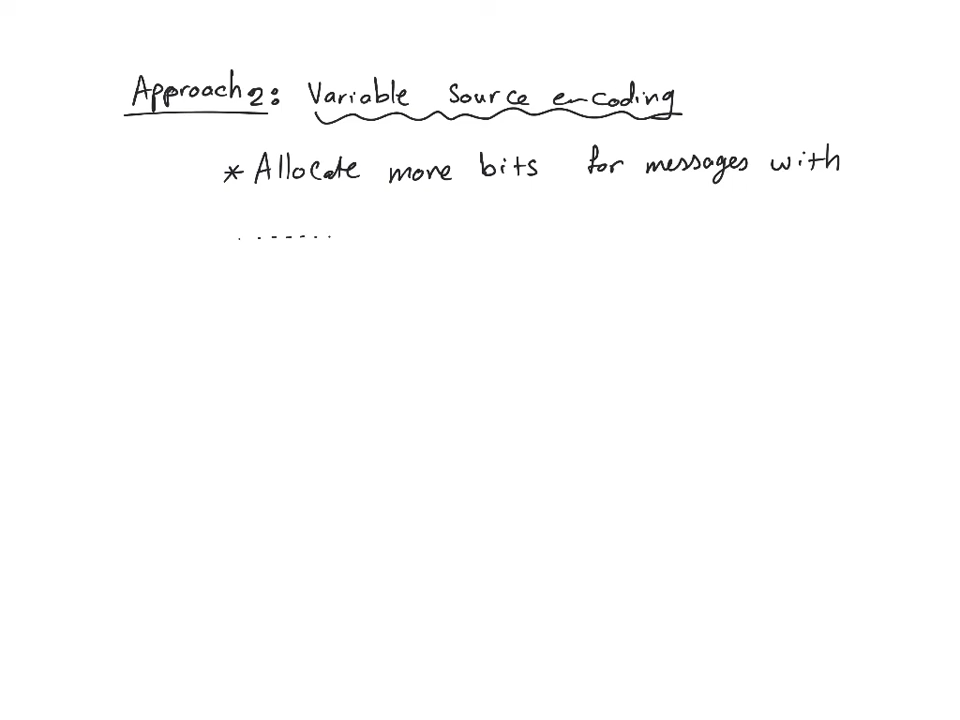 Approach 2: Variable Source encoding
* Allocate more bits for messages with
.......